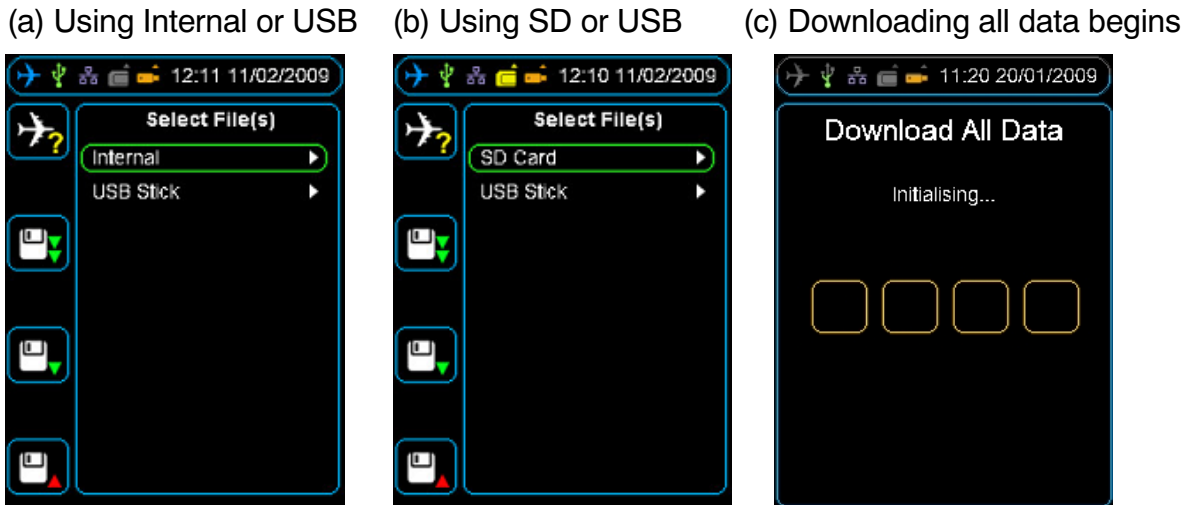 (a) Using Internal or USB
12:11 11/02/2009
?
Select File(s)
Internal
USB Stick
(b) Using SD or USB
12:10 11/02/2009
?
Select File(s)
SD Card
USB Stick
(c) Downloading all data begins
11:20 20/01/2009
Download All Data
Initialising...